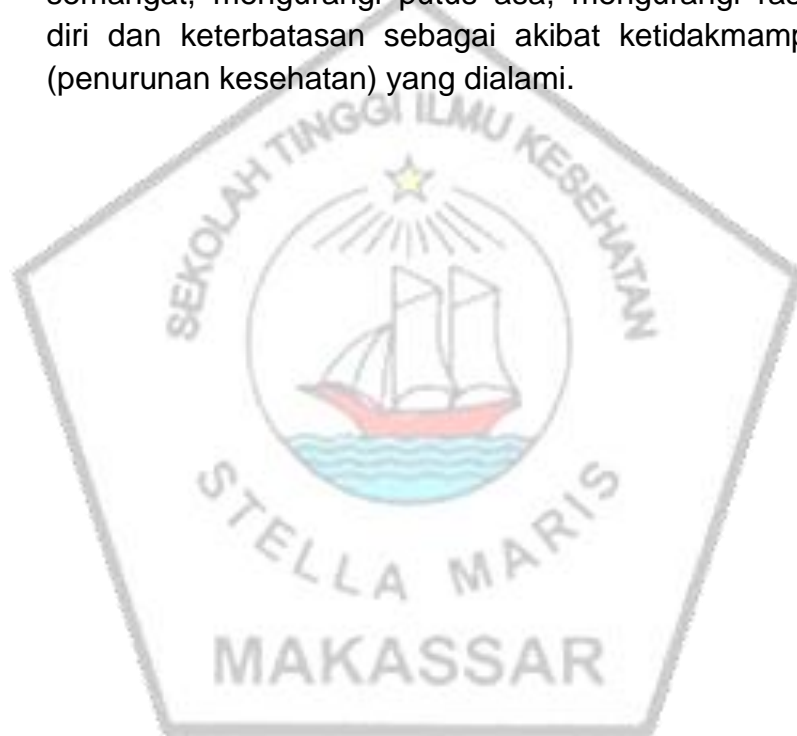 semangat, mengurangi putus asa, mengurangi
diri dan keterbatasan sebagai akibat
(penurunan kesehatan) yang dialami.
SEKOLAH TINGGI ILMU KESEHATAN
STELLA MARIS
MAKASSAR